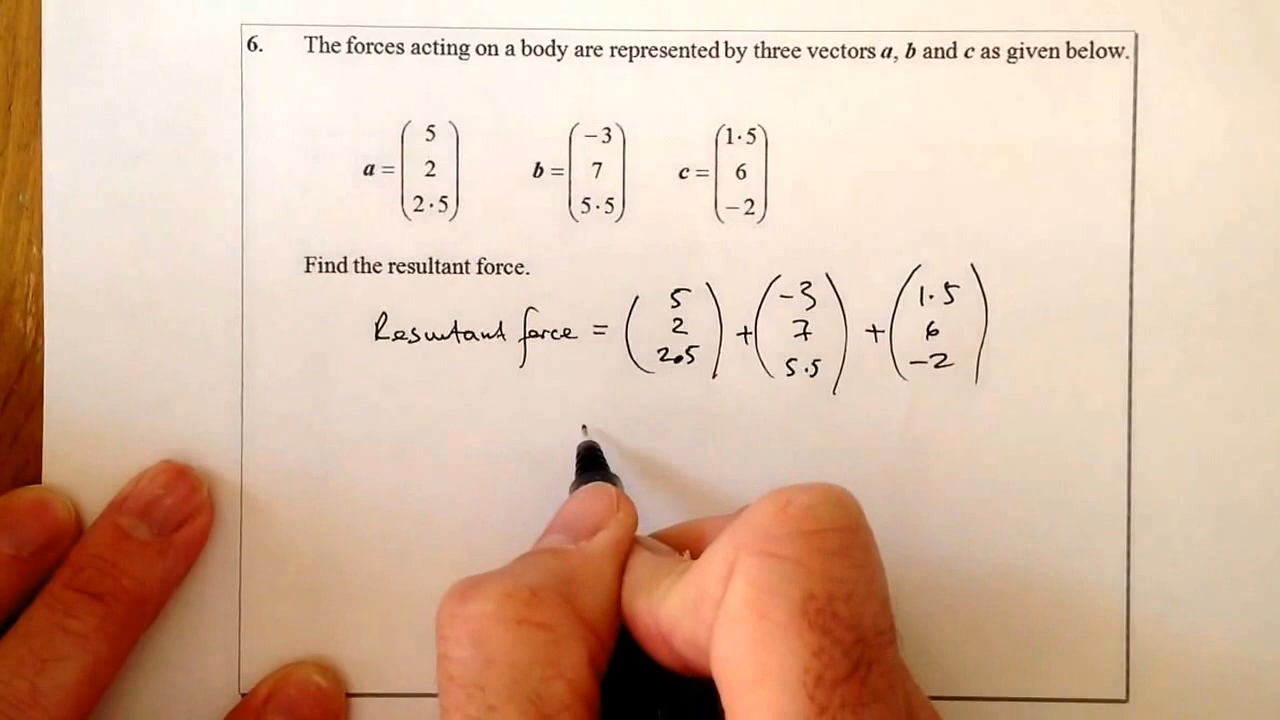 6. The forces acting on a body are represented by three vectors a, b and c as given below.
a = (5 2 2·5) b = (−3 7 5·5) c = (1·5 6 −2)
Find the resultant force.
Resultant force = (5 2 2.5) + (−3 7 5.5) + (1.5 6 −2)